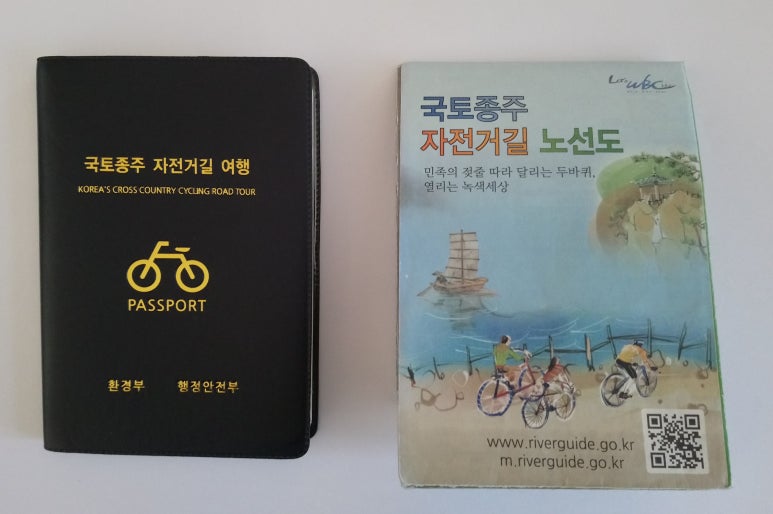 국토종주 자전거길 여행
KOREA'S CROSS COUNTRY CYCLING ROAD TOUR
PASSPORT
환경부 행정안전부
Let's
국토종주
자전거길 노선도
민족의 젖줄 따라 달리는 두바퀴,
열리는 녹색세상
www.riverguide.go.kr
m.riverguide.go.kr